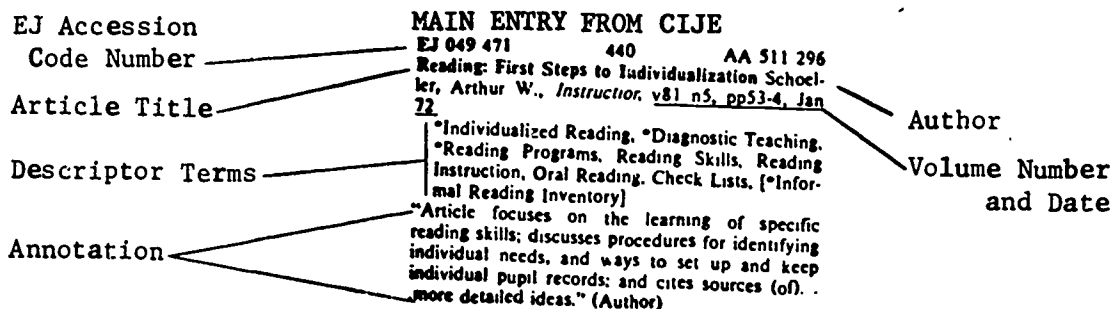 MAIN ENTRY FROM CIJE
EJ Accession
Code Number
Article Title
Descriptor Terms
Annotation
EJ 049 471 440 AA 511 296
Reading: First Steps to Individualization Schoel-
ler, Arthur W., Instructor, v81 n5, pp53-4, Jan
72
*Individualized Reading, *Diagnostic Teaching,
*Reading Programs, Reading Skills, Reading
Instruction, Oral Reading, Check Lists, [*Infor-
mal Reading Inventory]
"Article focuses on the learning of specific
reading skills; discusses procedures for identifying
individual needs, and ways to set up and keep
individual pupil records; and cites sources (of). .
more detailed ideas." (Author)
Author
Volume Number
and Date